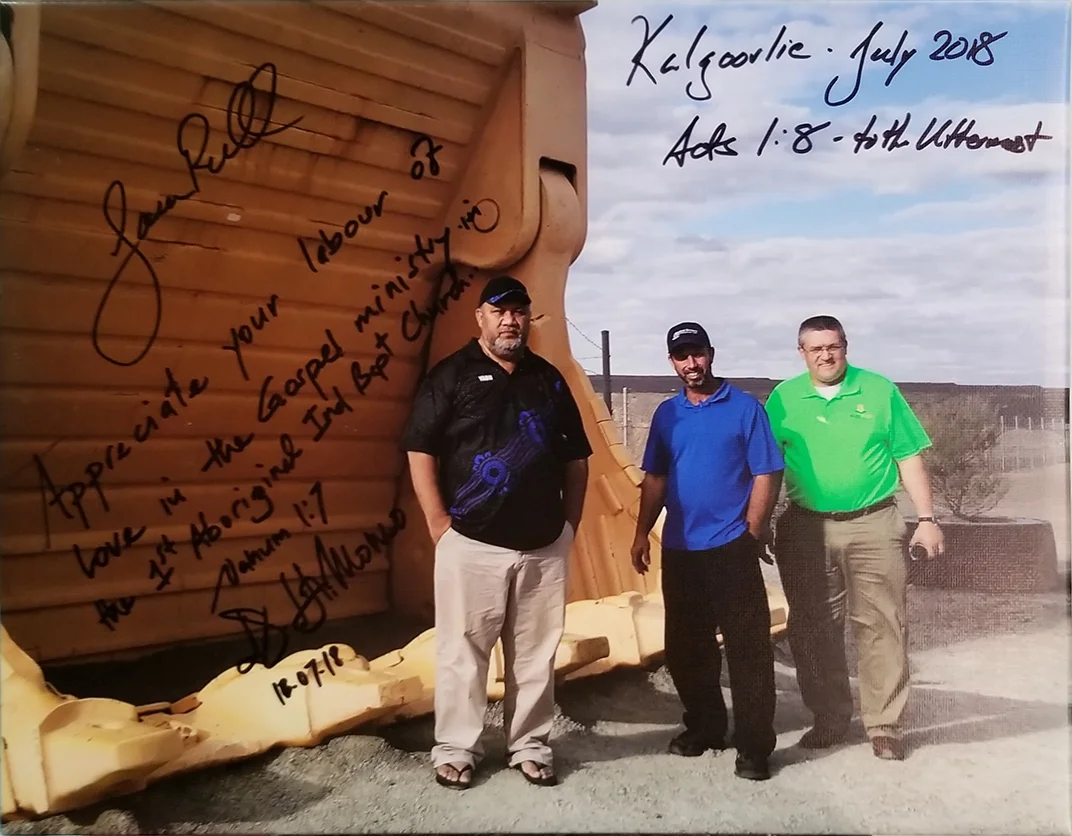 Kalgoorlie. July 2018
Acts 1:8 - to the Uttermost
Appreciate your labour of
Love in the Gospel ministry in
the 1st Aboriginal Ind Bapt Church.
Nahum 1:7
18-07-18